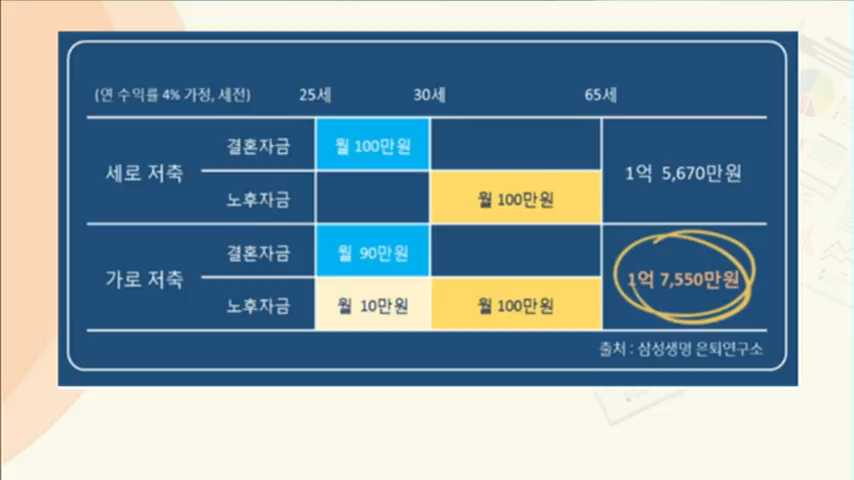 (연 수익률 4% 가정, 세전) 25세 30세 65세
세로 저축
결혼자금 월 100만원
노후자금 월 100만원
1억 5,670만원
가로 저축
결혼자금 월 90만원
노후자금 월 10만원 월 100만원
1억 7,550만원
출처 : 삼성생명 은퇴연구소